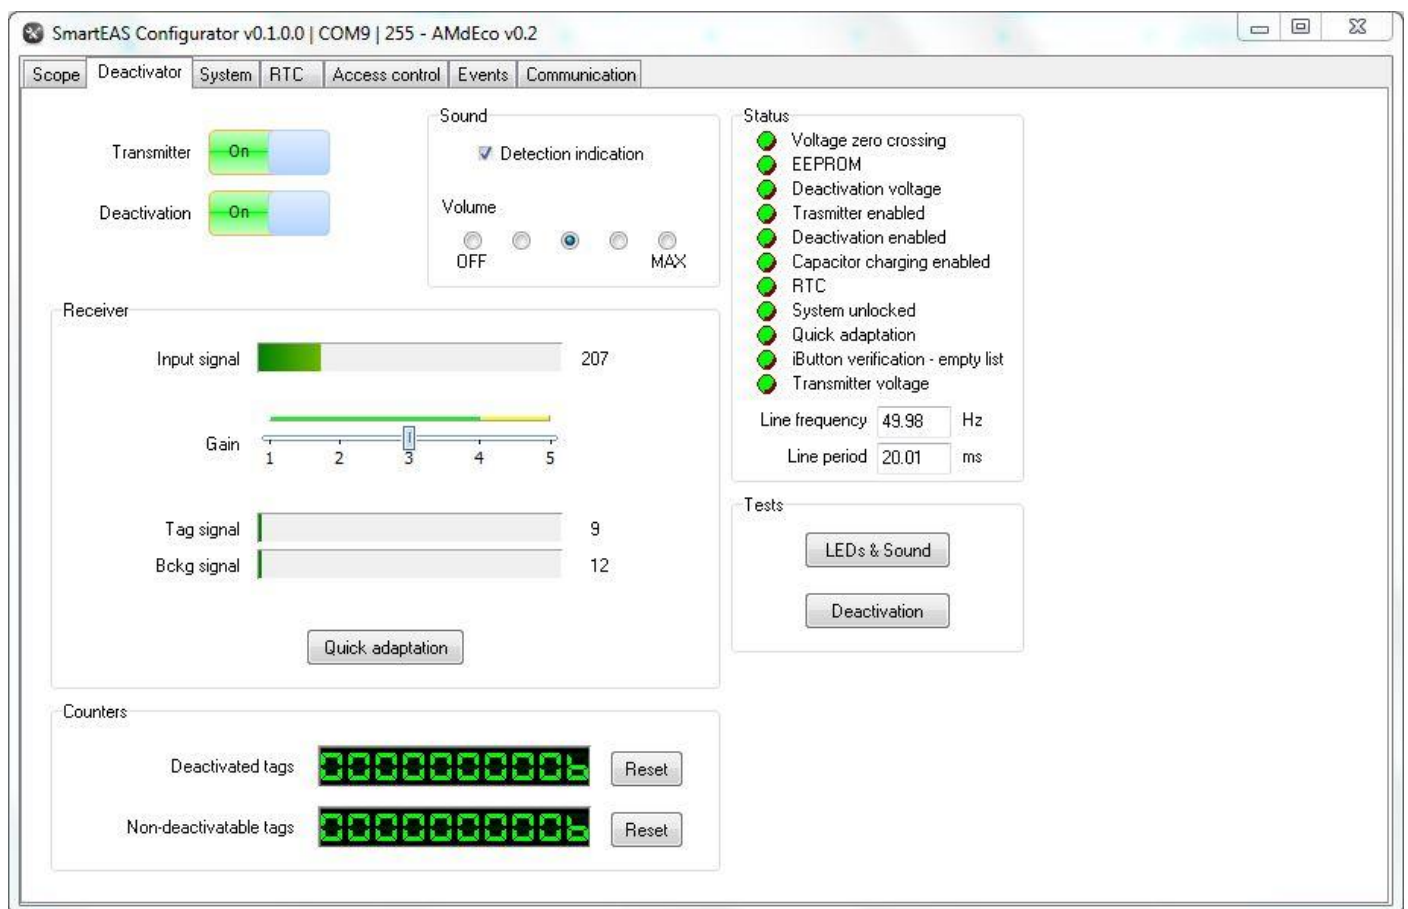 SmartEAS Configurator v0.1.0.0 | COM9 | 255 - AMdEco v0.2
Scope Deactivator System RTC Access control Events Communication
Transmitter On
Deactivation On
Sound
Detection indication
Volume
OFF MAX
Receiver
Input signal 207
Gain
1 2 3 4 5
Tag signal 9
Bckg signal 12
Quick adaptation
Counters
Deactivated tags 000000000b Reset
Non-deactivatable tags 000000000b Reset
Status
Voltage zero crossing
EEPROM
Deactivation voltage
Trasmitter enabled
Deactivation enabled
Capacitor charging enabled
RTC
System unlocked
Quick adaptation
iButton verification - empty list
Transmitter voltage
Line frequency 49.98 Hz
Line period 20.01 ms
Tests
LEDs & Sound
Deactivation